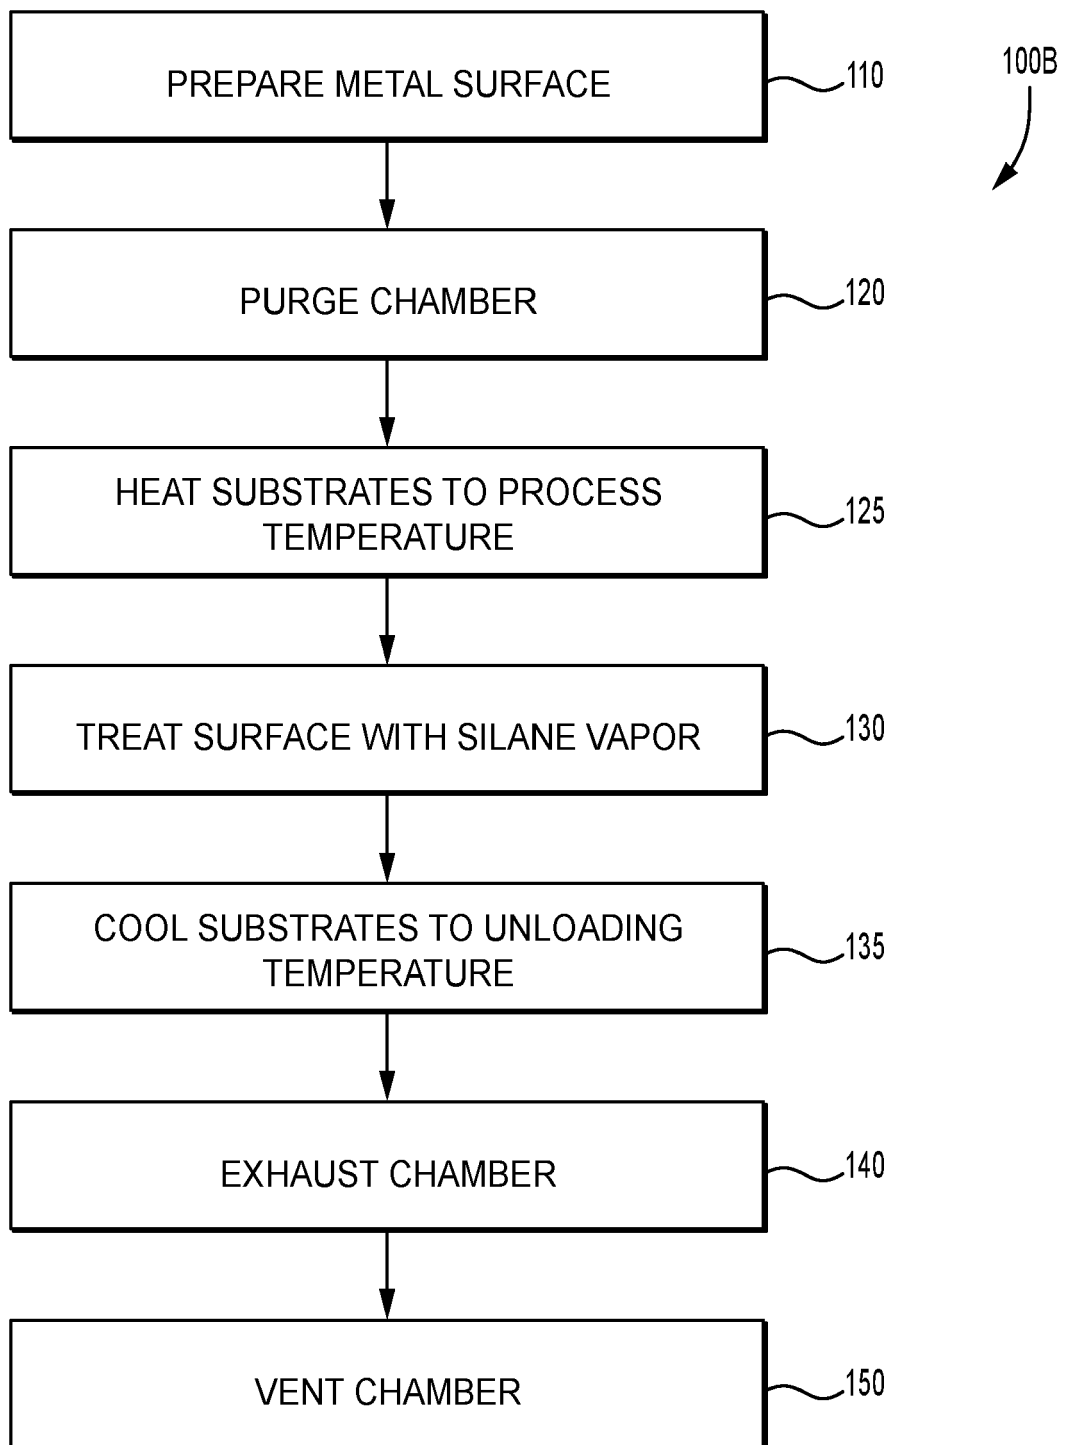 PREPARE METAL SURFACE
110
100B
PURGE CHAMBER
120
HEAT SUBSTRATES TO PROCESS
TEMPERATURE
125
TREAT SURFACE WITH SILANE VAPOR
130
COOL SUBSTRATES TO UNLOADING
TEMPERATURE
135
EXHAUST CHAMBER
140
VENT CHAMBER
150